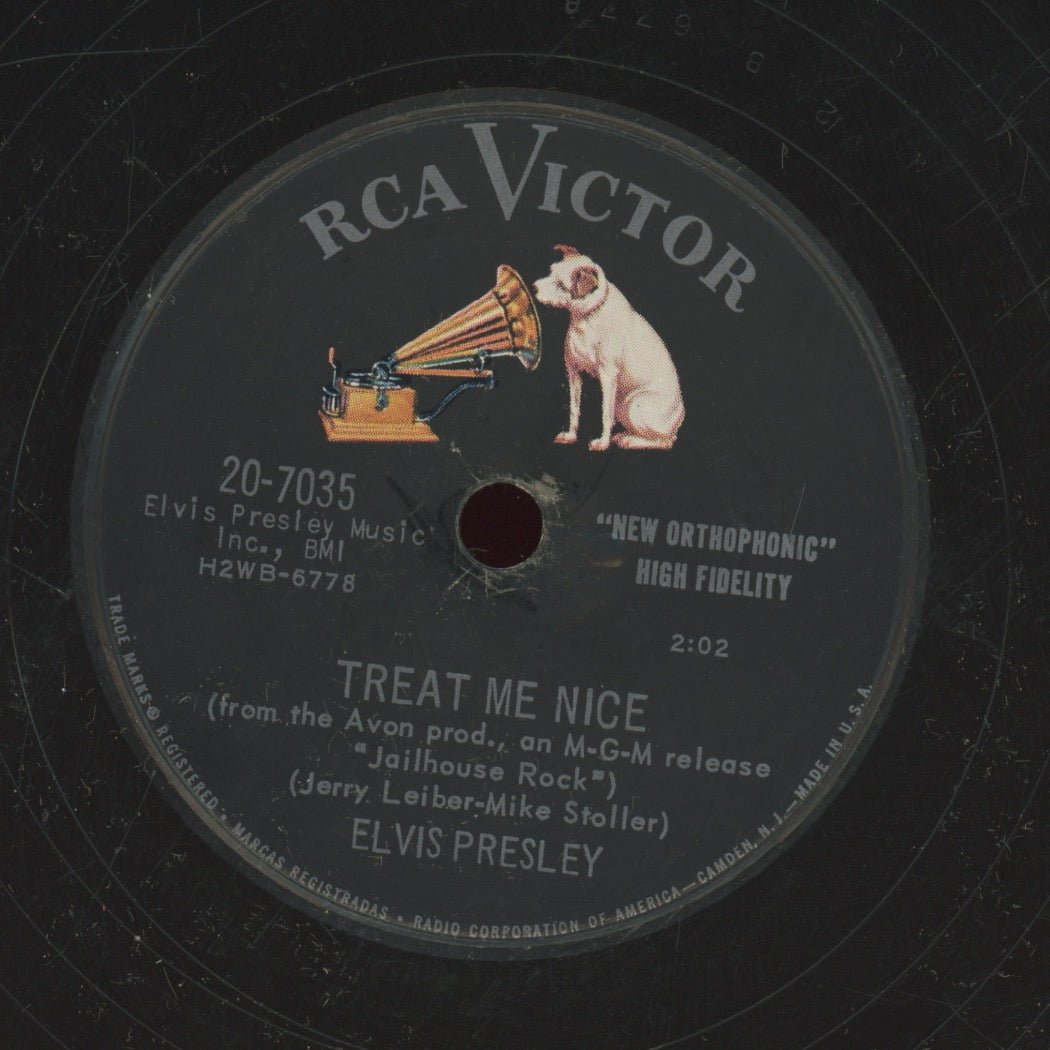 RCA VICTOR
20-7035
Elvis Presley Music
Inc., BMI
H2WB-6778
"NEW ORTHOPHONIC"
HIGH FIDELITY
2:02
TREAT ME NICE
(from the Avon prod., an M-G-M release
"Jailhouse Rock")
(Jerry Leiber-Mike Stoller)
ELVIS PRESLEY
TRADE MARKS ® REGISTERED • MARCAS REGISTRADAS • RADIO CORPORATION OF AMERICA—CAMDEN, N. J.—MADE IN U. S. A.